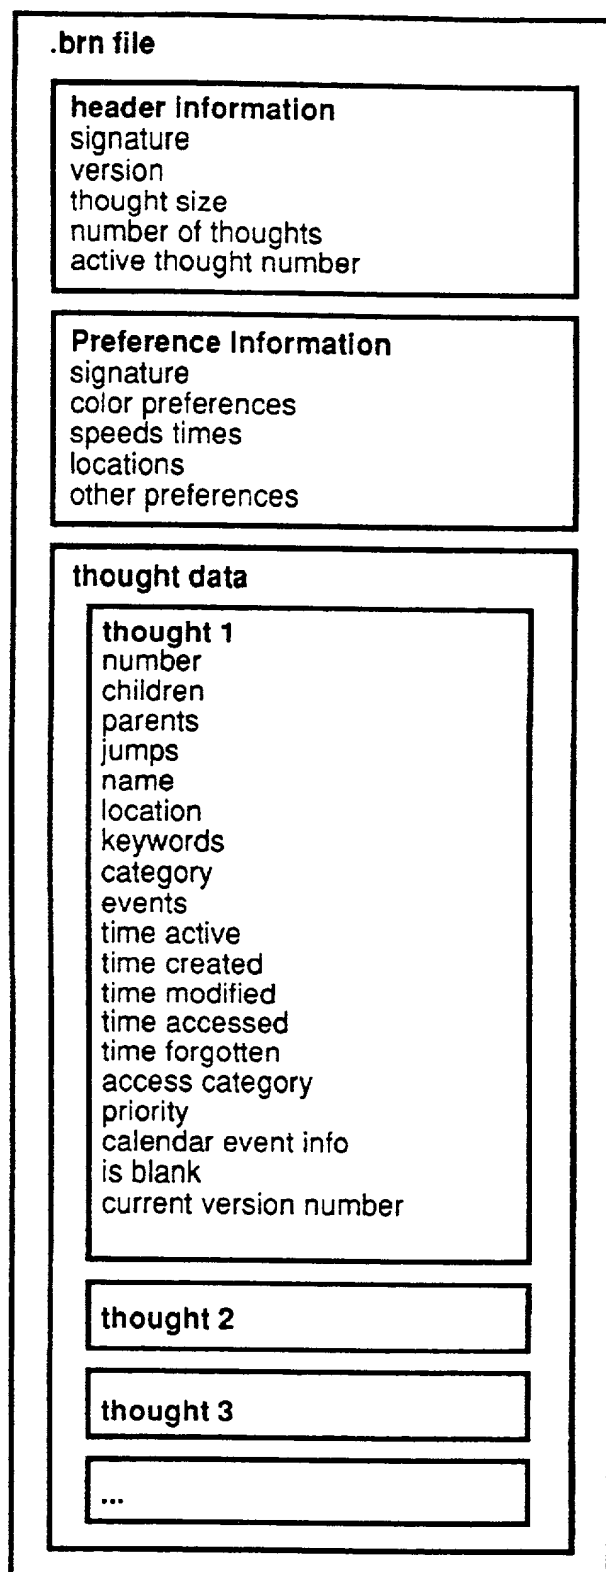 .brn file
header information
signature
version
thought size
number of thoughts
active thought number
Preference Information
signature
color preferences
speeds times
locations
other preferences
thought data
thought 1
number
children
parents
jumps
name
location
keywords
category
events
time active
time created
time modified
time accessed
time forgotten
access category
priority
calendar event info
is blank
current version number
thought 2
thought 3
...